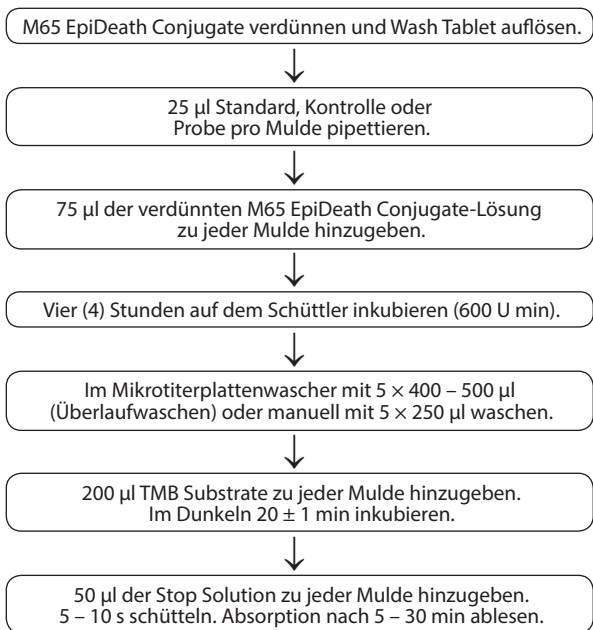 M65 EpiDeath Conjugate verdünnen und Wash Tablet auflösen.
25 µl Standard, Kontrolle oder
Probe pro Mulde pipettieren.
75 µl der verdünnten M65 EpiDeath Conjugate-Lösung
zu jeder Mulde hinzugeben.
Vier (4) Stunden auf dem Schüttler inkubieren (600 U min).
Im Mikrotiterplattenwascher mit 5 × 400 – 500 µl
(Überlaufwaschen) oder manuell mit 5 × 250 µl waschen.
200 µl TMB Substrate zu jeder Mulde hinzugeben.
Im Dunkeln 20 ± 1 min inkubieren.
50 µl der Stop Solution zu jeder Mulde hinzugeben.
5 – 10 s schütteln. Absorption nach 5 – 30 min ablesen.